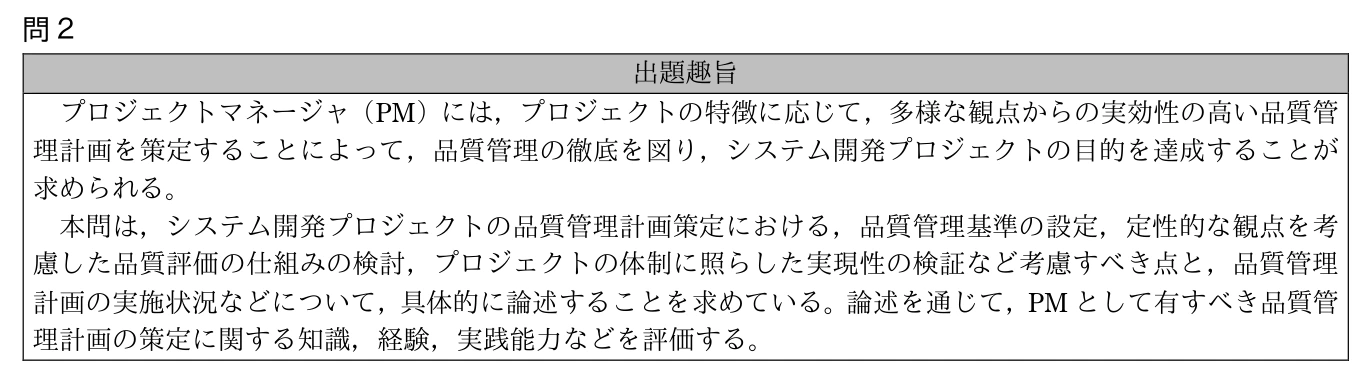 問２
出題趣旨
プロジェクトマネージャ（PM）には，プロジェクトの特徴に応じて，多様な観点からの実効性の高い品質管
理計画を策定することによって，品質管理の徹底を図り，システム開発プロジェクトの目的を達成することが
求められる。
本問は，システム開発プロジェクトの品質管理計画策定における，品質管理基準の設定，定性的な観点を考
慮した品質評価の仕組みの検討，プロジェクトの体制に照らした実現性の検証など考慮すべき点と，品質管理
計画の実施状況などについて，具体的に論述することを求めている。論述を通じて，PM として有すべき品質管
理計画の策定に関する知識，経験，実践能力などを評価する。